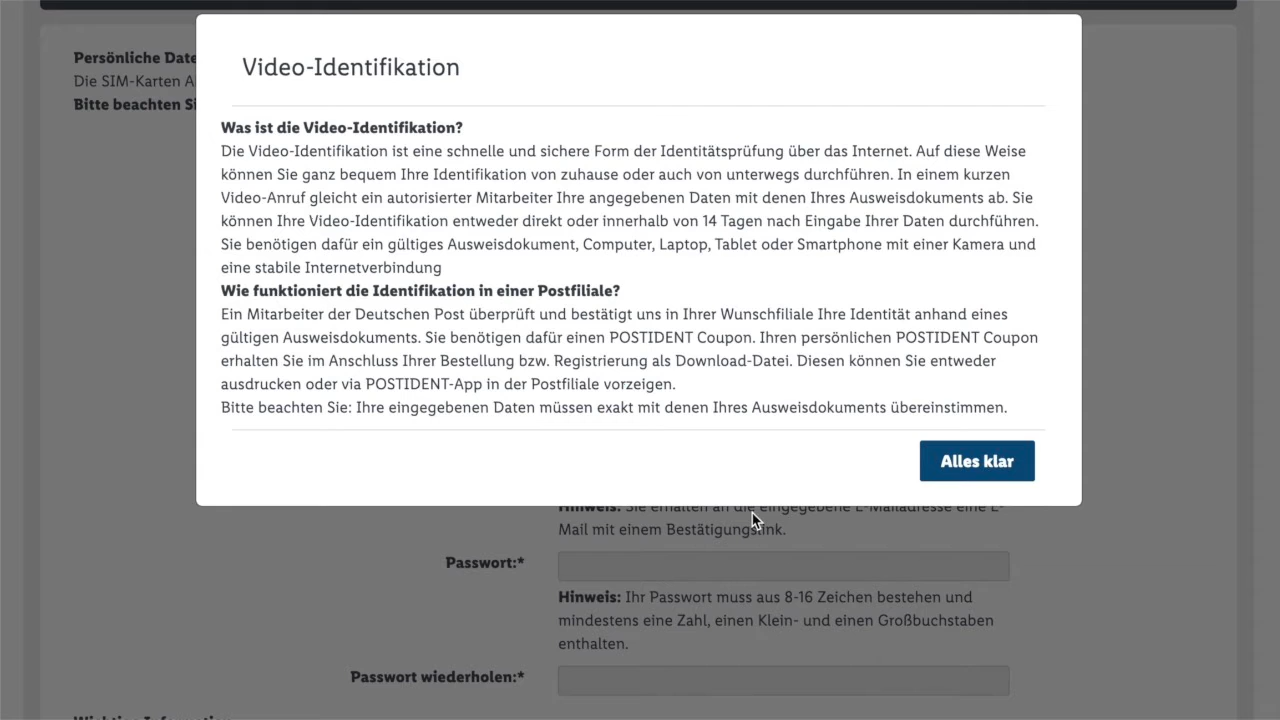 Persönliche Date
Die SIM-Karten A
Bitte beachten Si
Video-Identifikation
Was ist die Video-Identifikation?
Die Video-Identifikation ist eine schnelle und sichere Form der Identitätsprüfung über das Internet. Auf diese Weise
können Sie ganz bequem Ihre Identifikation von zuhause oder auch von unterwegs durchführen. In einem kurzen
Video-Anruf gleicht ein autorisierter Mitarbeiter Ihre angegebenen Daten mit denen Ihres Ausweisdokuments ab. Sie
können Ihre Video-Identifikation entweder direkt oder innerhalb von 14 Tagen nach Eingabe Ihrer Daten durchführen.
Sie benötigen dafür ein gültiges Ausweisdokument, Computer, Laptop, Tablet oder Smartphone mit einer Kamera und
eine stabile Internetverbindung
Wie funktioniert die Identifikation in einer Postfiliale?
Ein Mitarbeiter der Deutschen Post überprüft und bestätigt uns in Ihrer Wunschfiliale Ihre Identität anhand eines
gültigen Ausweisdokuments. Sie benötigen dafür einen POSTIDENT Coupon. Ihren persönlichen POSTIDENT Coupon
erhalten Sie im Anschluss Ihrer Bestellung bzw. Registrierung als Download-Datei. Diesen können Sie entweder
ausdrucken oder via POSTIDENT-App in der Postfiliale vorzeigen.
Bitte beachten Sie: Ihre eingegebenen Daten müssen exakt mit denen Ihres Ausweisdokuments übereinstimmen.
Alles klar
Hinweis: Sie erhalten an die eingegebene E-Mailadresse eine E-
Mail mit einem Bestätigungslink.
Passwort:*
Hinweis: Ihr Passwort muss aus 8-16 Zeichen bestehen und
mindestens eine Zahl, einen Klein- und einen Großbuchstaben
enthalten.
Passwort wiederholen:*
Wichtige Information